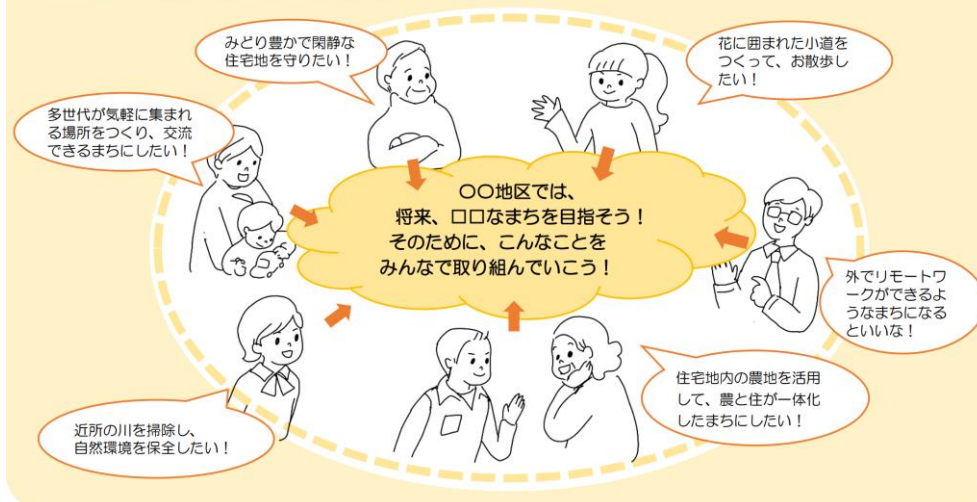 みどり豊かで閑静な
住宅地を守りたい！
花に囲まれた小道を
つくって、お散歩し
たい！
多世代が気軽に集まれ
る場所をつくり、交流
できるまちにしたい！
〇〇地区では、
将来、口口なまちを目指そう！
そのために、こんなことを
みんなで取り組んでいこう！
外でリモートワ
ークができるよ
うなまちになる
といいな！
住宅地内の農地を活用
して、農と住が一体化
したまちにしたい！
近所の川を掃除し、
自然環境を保全したい！